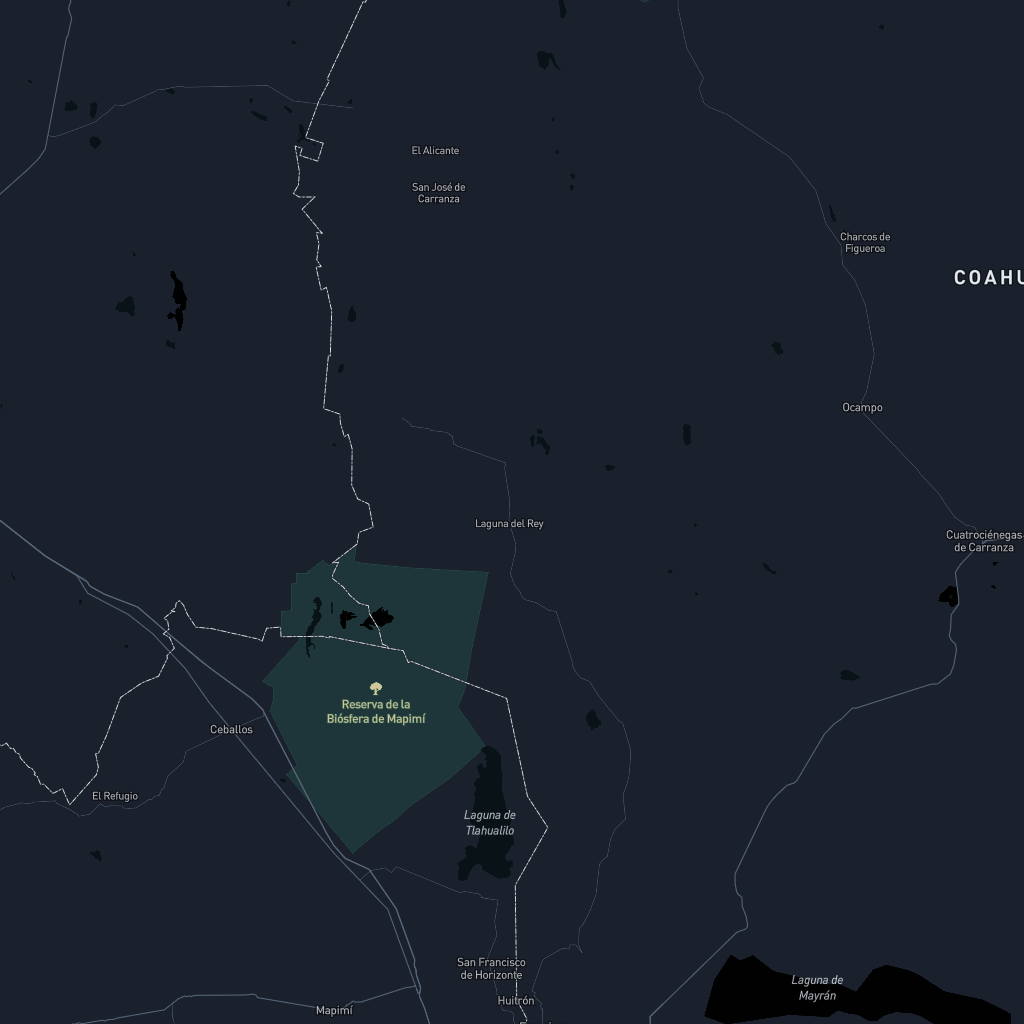 El Alicante
San José de
Carranza
Charcos de
Figueroa
COAHU
Ocampo
Laguna del Rey
Cuatrociénegas
de Carranza
Reserva de la
Biósfera de Mapimí
Ceballos
El Refugio
Laguna de
Tlahualilo
San Francisco
de Horizonte
Laguna de
Mayrán
Huitrón
Mapimí